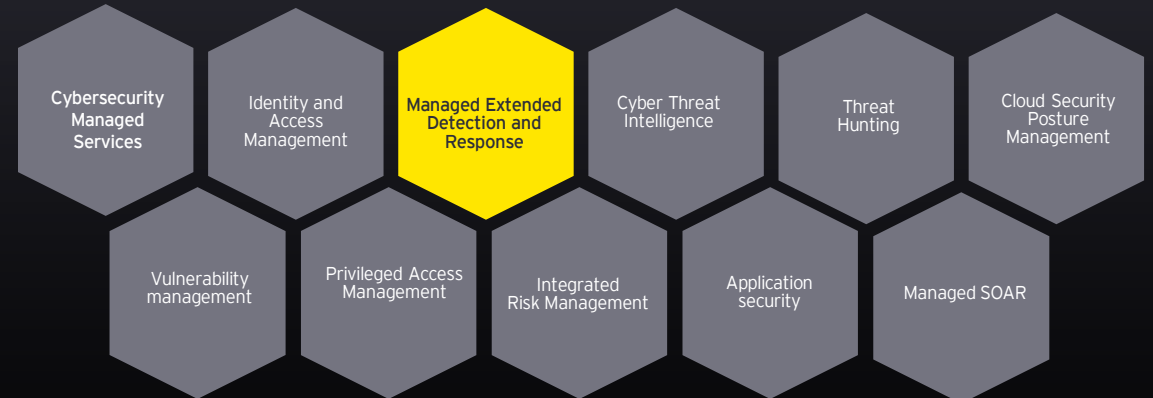 Cybersecurity
Managed
Services
Identity and
Access
Management
Managed Extended
Detection and
Response
Cyber Threat
Intelligence
Threat
Hunting
Cloud Security
Posture
Management
Vulnerability
management
Privileged Access
Management
Integrated
Risk Management
Application
security
Managed SOAR